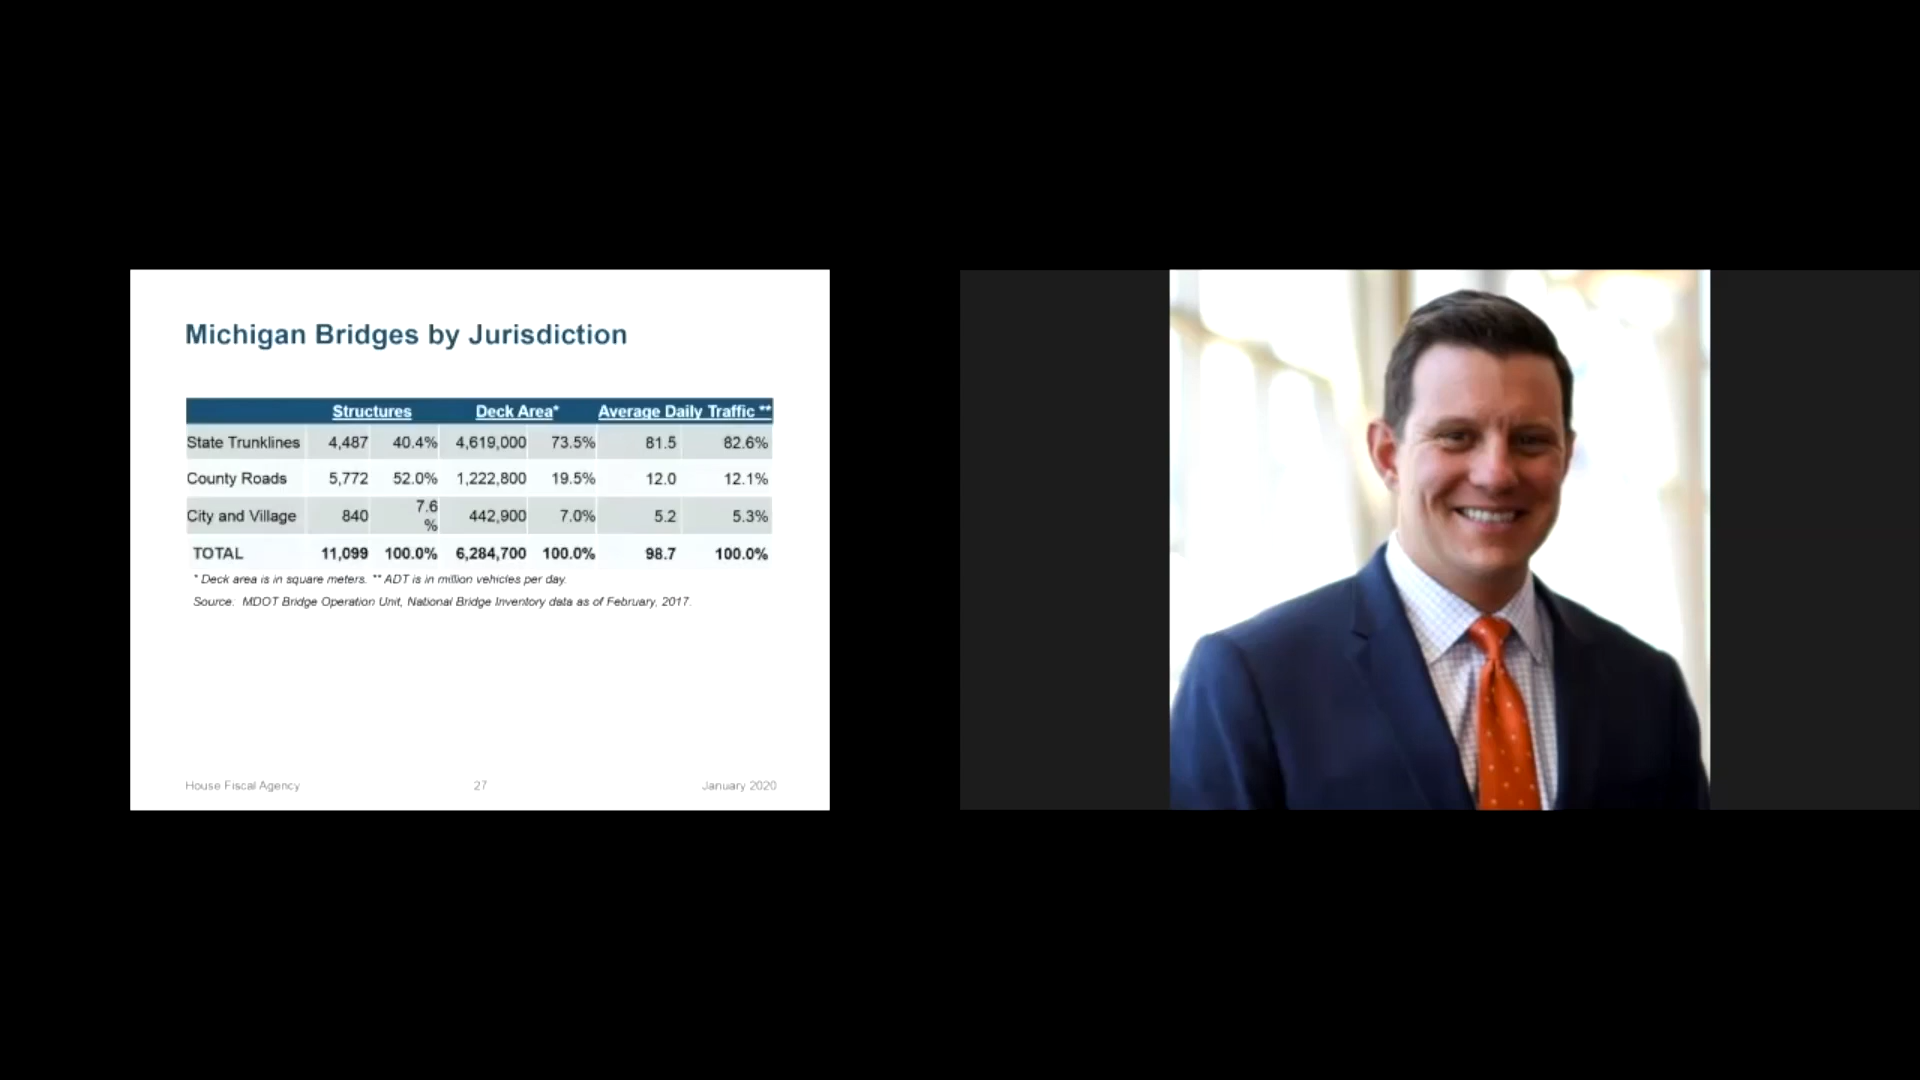 Michigan Bridges by Jurisdiction
Structures Deck Area* Average Daily Traffic **
State Trunklines 4,487 40.4% 4,619,000 73.5% 81.5 82.6%
County Roads 5,772 52.0% 1,222,800 19.5% 12.0 12.1%
City and Village 840 7.6 % 442,900 7.0% 5.2 5.3%
TOTAL 11,099 100.0% 6,284,700 100.0% 98.7 100.0%
* Deck area is in square meters. ** ADT is in million vehicles per day.
Source: MDOT Bridge Operation Unit, National Bridge Inventory data as of February, 2017.
House Fiscal Agency 27 January 2020